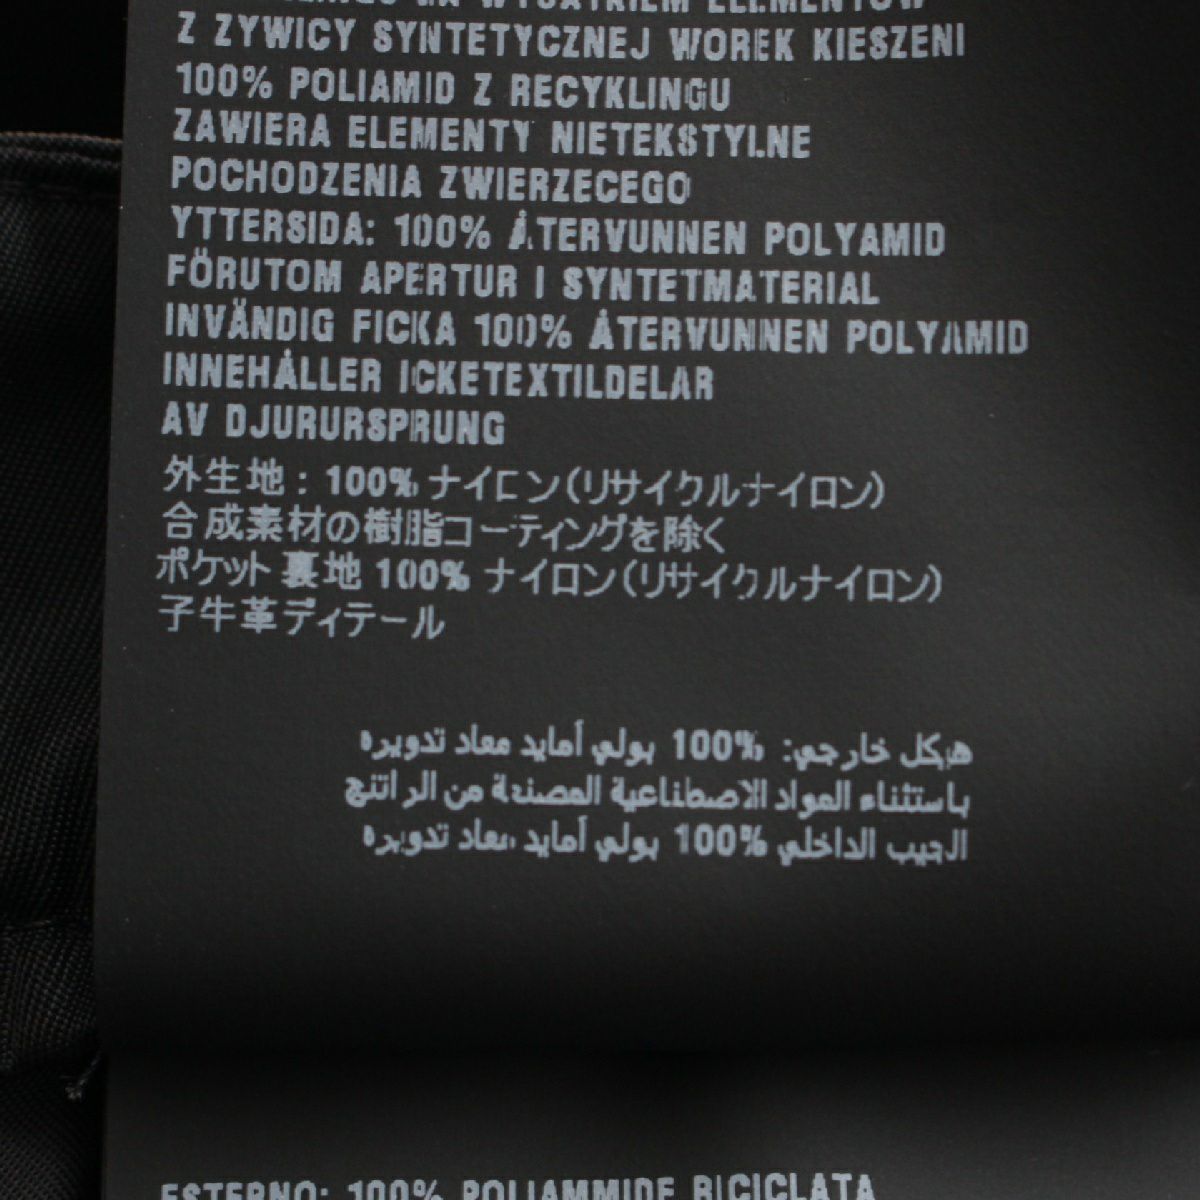 WYJĄTKIEM ELEMENTÓW
Z ZYWICY SYNTETYCZNEJ WOREK KIESZENI
100% POLIAMID Z RECYKLINGU
ZAWIERA ELEMENTY NIETEKSTYLNE
POCHODZENIA ZWIERZECEGO
YTTERSIDA: 100% ÅTERVUNNEN POLYAMID
FÖRUTOM APERTUR I SYNTETMATERIAL
INVÄNDIG FICKA 100% ÅTERVUNNEN POLYAMID
INNEHÅLLER ICKETEXTILDELAR
AV DJURURSPRUNG
外生地 : 100% ナイロン(リサイクルナイロン)
合成素材の樹脂コーティングを除く
ポケット裏地 100% ナイロン(リサイクルナイロン)
子牛革ディテール
هيكل خارجي: 100% بولي أمايد معاد تدويره
باستثناء المواد الاصطناعية المصنعة من الراتنج
الجيب الداخلي 100% بولي أمايد معاد تدويره
ESTERNO: 100% POLIAMMIDE RICICLATA